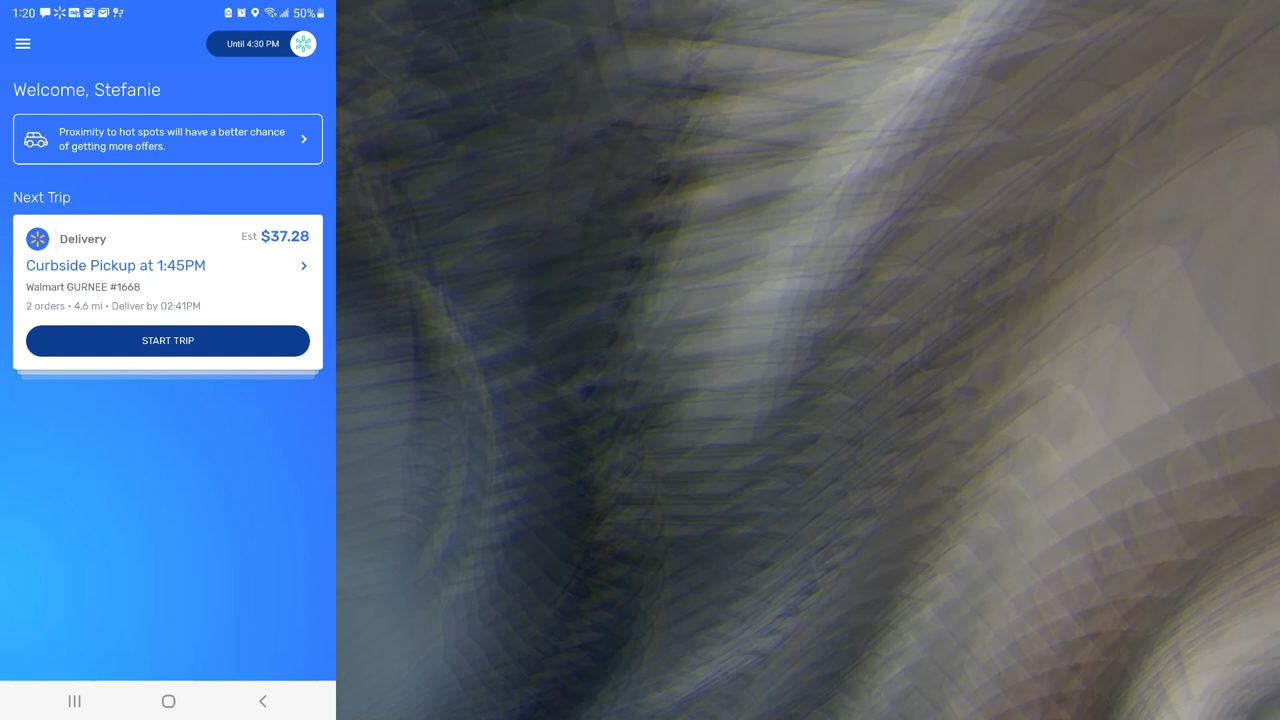 1:20
50%
Until 4:30 PM
Welcome, Stefanie
Proximity to hot spots will have a better chance
of getting more offers.
Next Trip
Delivery
Est $37.28
Curbside Pickup at 1:45PM
Walmart GURNEE #1668
2 orders • 4.6 mi • Deliver by 02:41PM
START TRIP